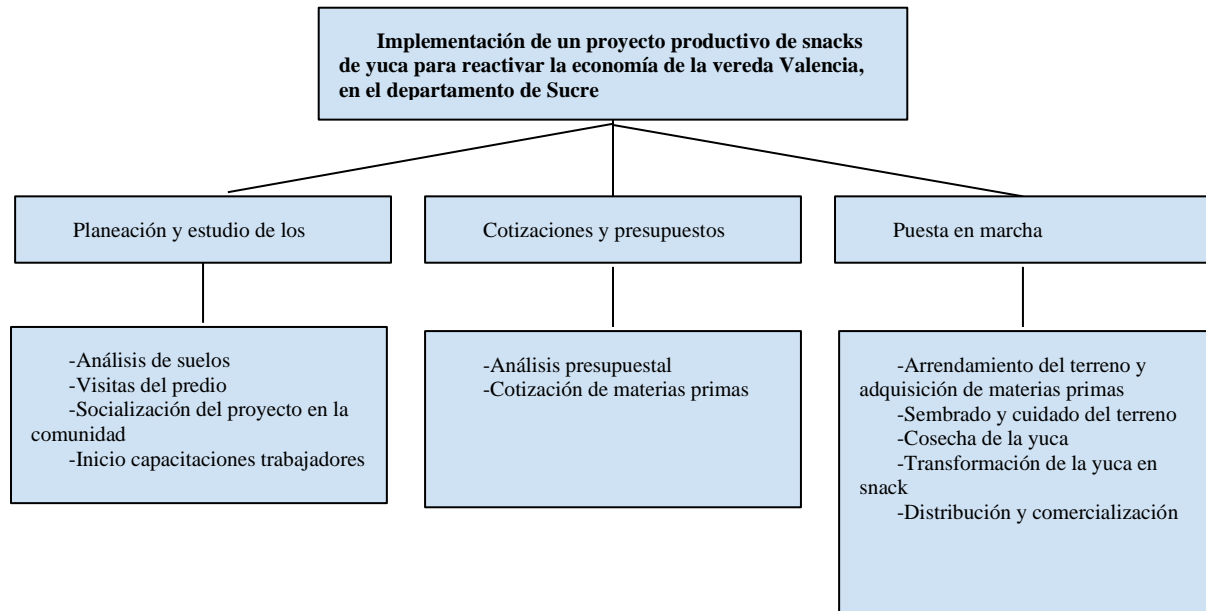 Implementación de un proyecto productivo de snacks
de yuca para reactivar la economía de la vereda Valencia,
en el departamento de Sucre
Planeación y estudio de los
Cotizaciones y presupuestos
Puesta en marcha
-Análisis de suelos
-Visitas del predio
-Socialización del proyecto en la
comunidad
-Inicio capacitaciones trabajadores
-Análisis presupuestal
-Cotización de materias primas
-Arrendamiento del terreno y
adquisición de materias primas
-Sembrado y cuidado del terreno
-Cosecha de la yuca
-Transformación de la yuca en
snack
-Distribución y comercialización